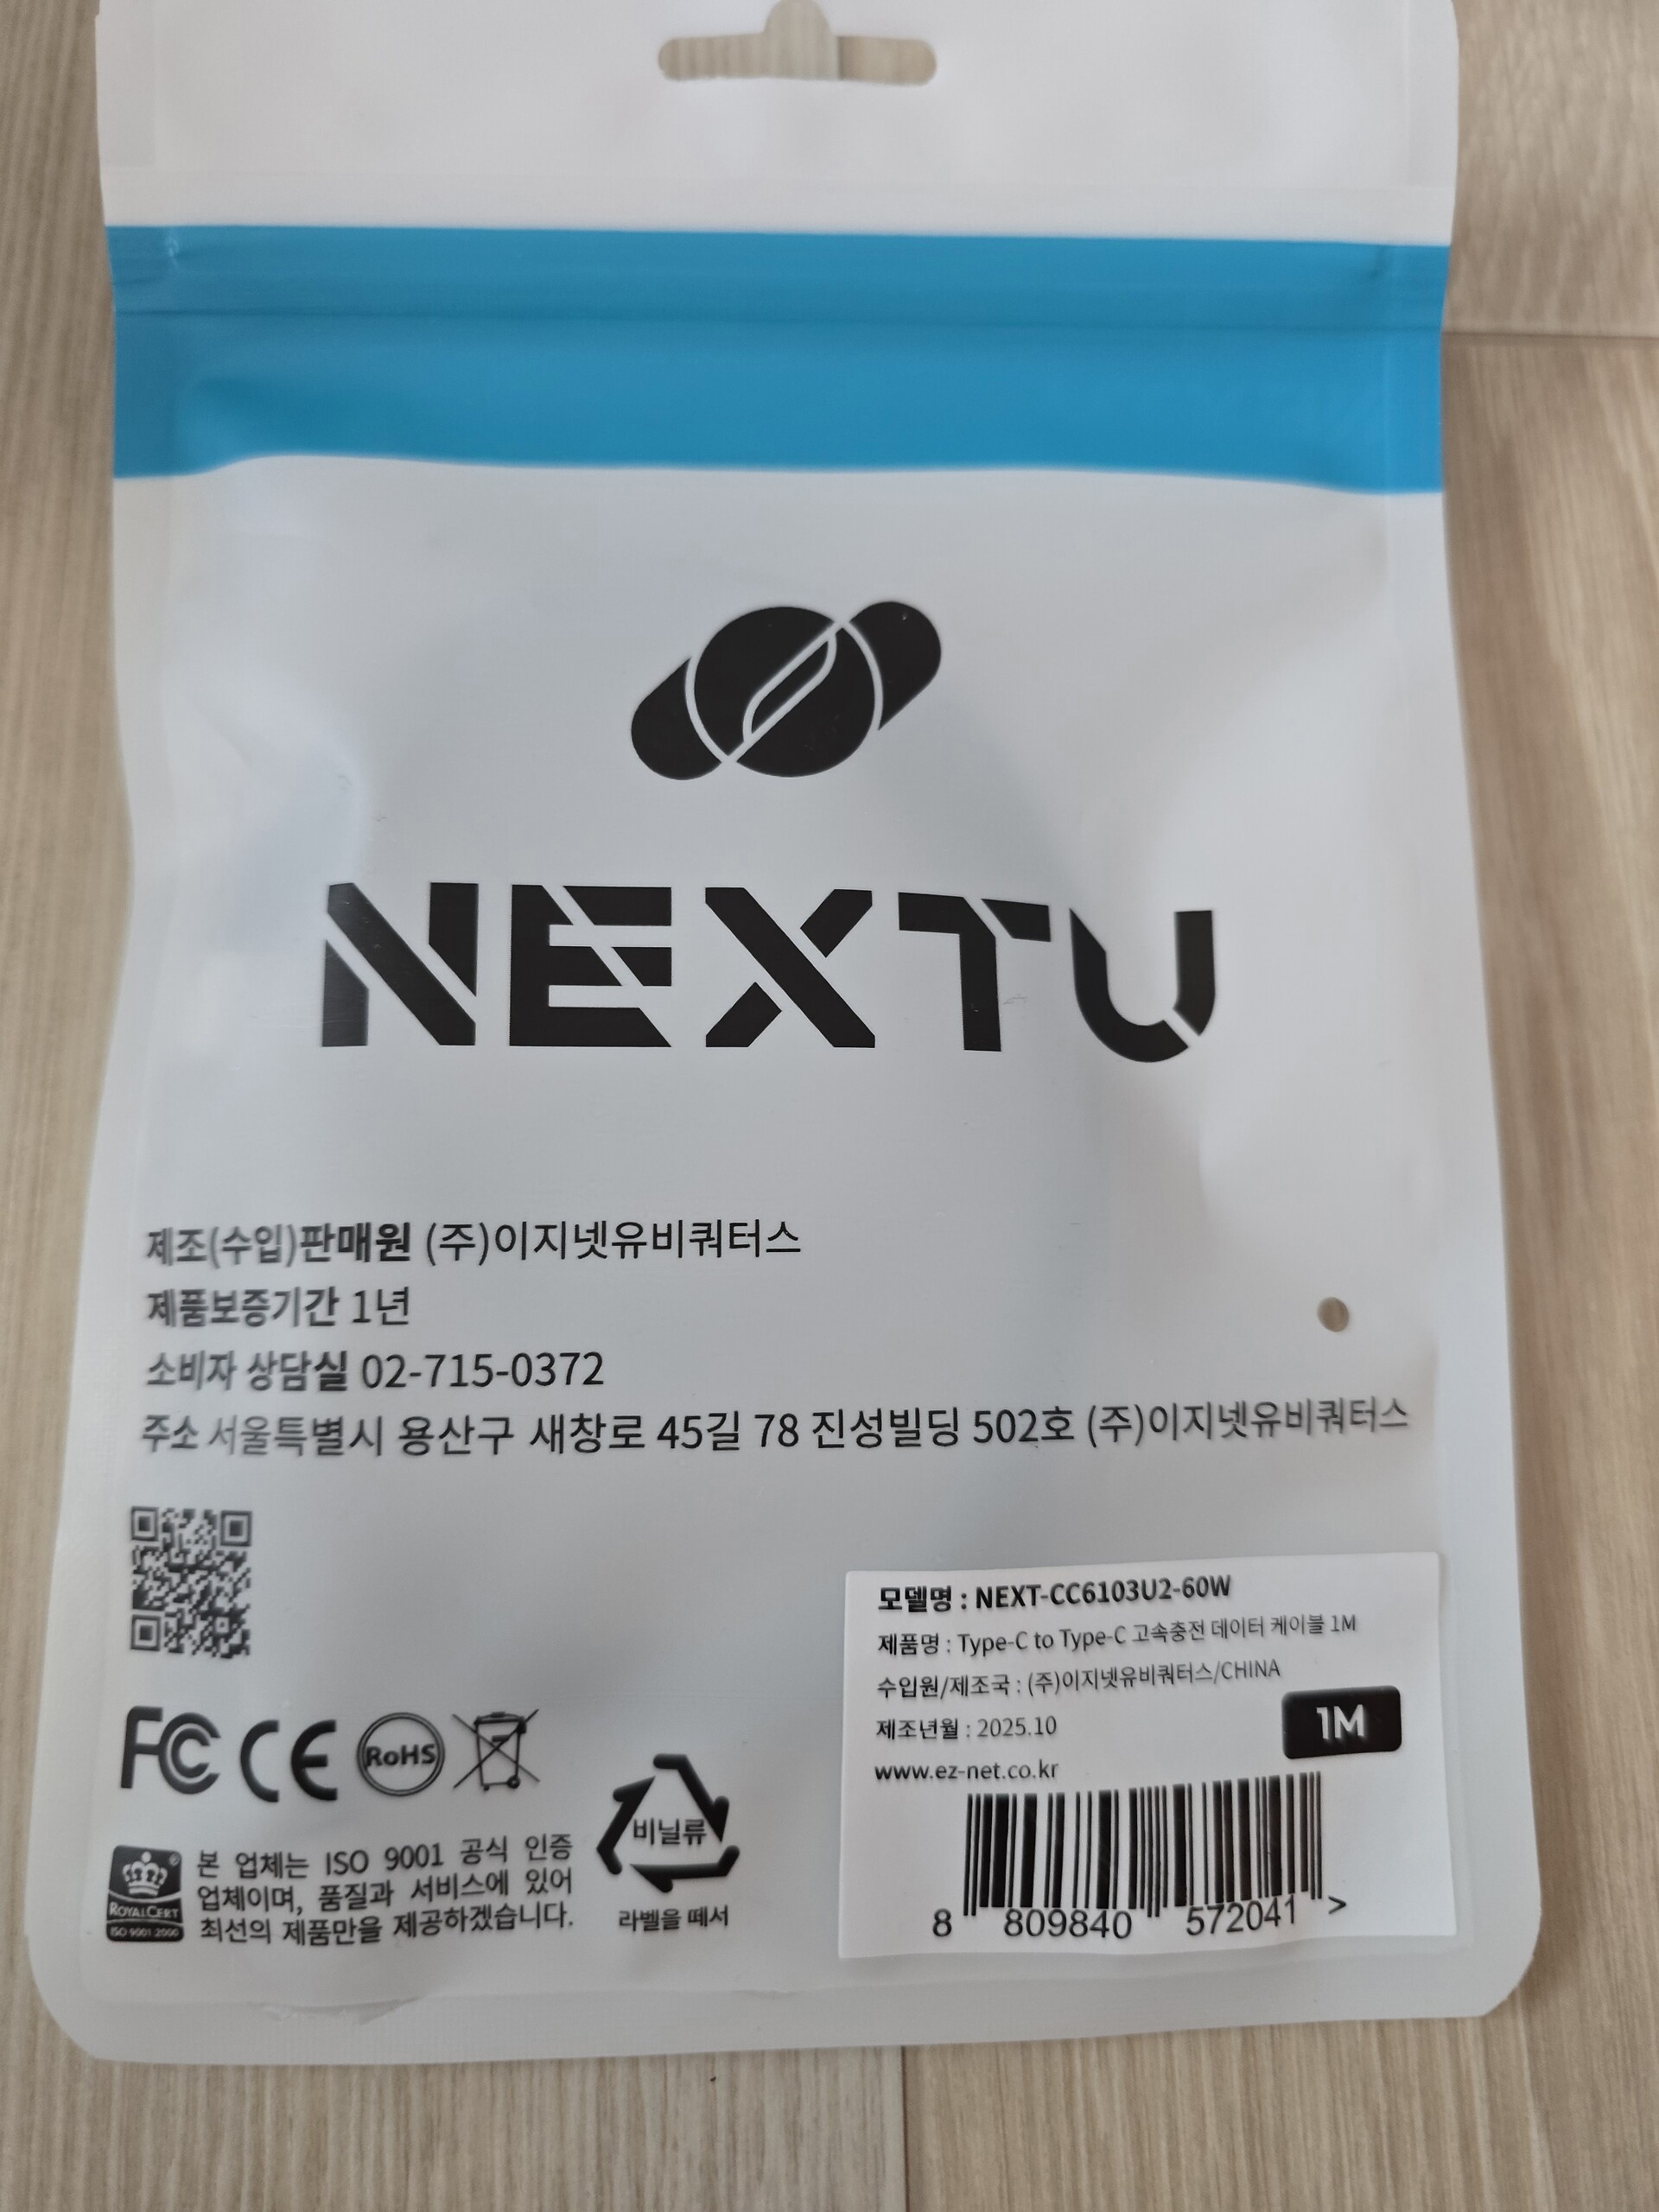 NEXTU
제조(수입)판매원 (주)이지넷유비쿼터스
제품보증기간 1년
소비자 상담실 02-715-0372
주소 서울특별시 용산구 새창로 45길 78 진성빌딩 502호 (주)이지넷유비쿼터스
모델명 : NEXT-CC6103U2-60W
제품명 : Type-C to Type-C 고속충전 데이터 케이블 1M
수입원/제조국 : (주)이지넷유비쿼터스/CHINA
제조년월 : 2025.10
1M
www.ez-net.co.kr
8 809840 572041 >
FC CE RoHS
비닐류
라벨을 떼서
ROYALCERT
ISO 9001:2000
본 업체는 ISO 9001 공식 인증
업체이며, 품질과 서비스에 있어
최선의 제품만을 제공하겠습니다.